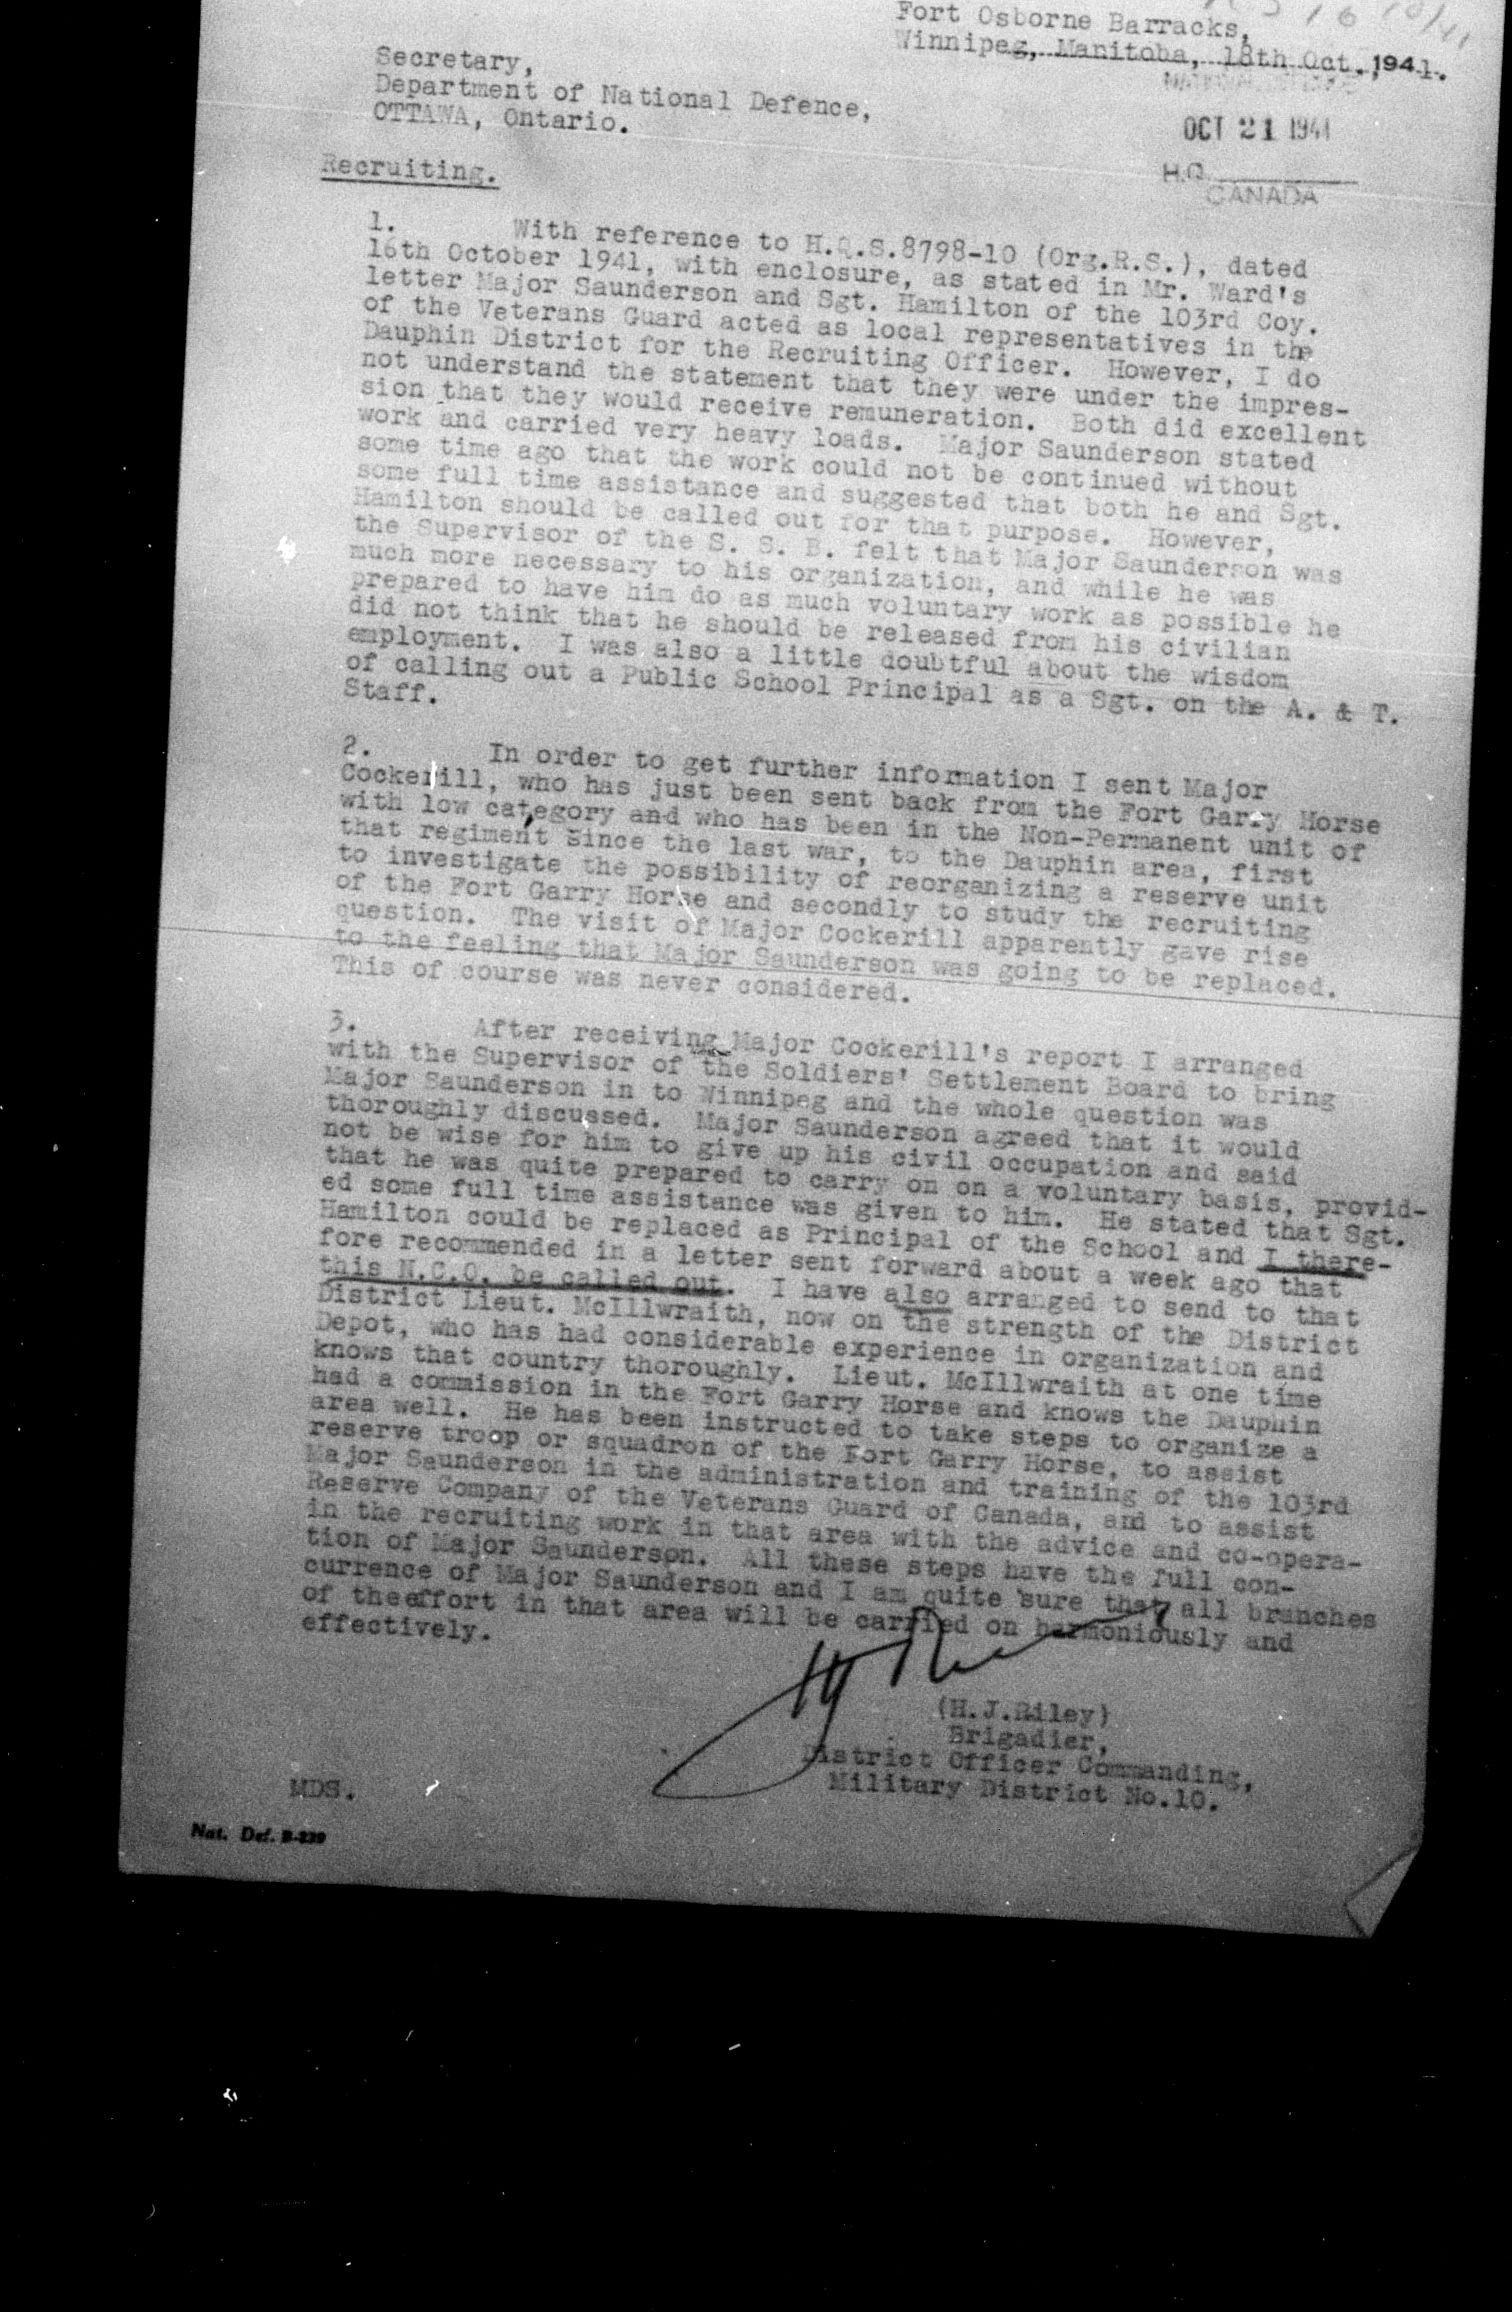 Fort Osborne Barracks,
Winnipeg, Manitoba, 18th Oct., 1941.
Secretary,
Department of National Defence,
OTTAWA, Ontario.
OCT 21 1941
H.Q.
CANADA
Recruiting.
1. With reference to H.Q.S.8798-10 (Org.R.S.), dated
16th October 1941, with enclosure, as stated in Mr. Ward's
letter Major Saunderson and Sgt. Hamilton of the 103rd Coy.
of the Veterans Guard acted as local representatives in the
Dauphin District for the Recruiting Officer. However, I do
not understand the statement that they were under the impres-
sion that they would receive remuneration. Both did excellent
work and carried very heavy loads. Major Saunderson stated
some time ago that the work could not be continued without
some full time assistance and suggested that both he and Sgt.
Hamilton should be called out for that purpose. However,
the Supervisor of the S. S. B. felt that Major Saunderson was
much more necessary to his organization, and while he was
prepared to have him do as much voluntary work as possible he
did not think that he should be released from his civilian
employment. I was also a little doubtful about the wisdom
of calling out a Public School Principal as a Sgt. on the A. & T.
Staff.
2. In order to get further information I sent Major
Cockerill, who has just been sent back from the Fort Garry Horse
with low category and who has been in the Non-Permanent unit of
that regiment since the last war, to the Dauphin area, first
to investigate the possibility of reorganizing a reserve unit
of the Fort Garry Horse and secondly to study the recruiting
question. The visit of Major Cockerill apparently gave rise
to the feeling that Major Saunderson was going to be replaced.
This of course was never considered.
3. After receiving Major Cockerill's report I arranged
with the Supervisor of the Soldiers' Settlement Board to bring
Major Saunderson in to Winnipeg and the whole question was
thoroughly discussed. Major Saunderson agreed that it would
not be wise for him to give up his civil occupation and said
that he was quite prepared to carry on on a voluntary basis, provid-
ed some full time assistance was given to him. He stated that Sgt.
Hamilton could be replaced as Principal of the School and I there-
fore recommended in a letter sent forward about a week ago that
this N.C.O. be called out. I have also arranged to send to that
District Lieut. McIllwraith, now on the strength of the District
Depot, who has had considerable experience in organization and
knows that country thoroughly. Lieut. McIllwraith at one time
had a commission in the Fort Garry Horse and knows the Dauphin
area well. He has been instructed to take steps to organize a
reserve troop or squadron of the Fort Garry Horse, to assist
Major Saunderson in the administration and training of the 103rd
Reserve Company of the Veterans Guard of Canada, and to assist
in the recruiting work in that area with the advice and co-opera-
tion of Major Saunderson. All these steps have the full con-
currence of Major Saunderson and I am quite sure that all branches
of theeffort in that area will be carried on harmoniously and
effectively.
(H.J.Riley)
Brigadier,
District Officer Commanding,
Military District No.10.
MDS.
Nat. Def. B-239